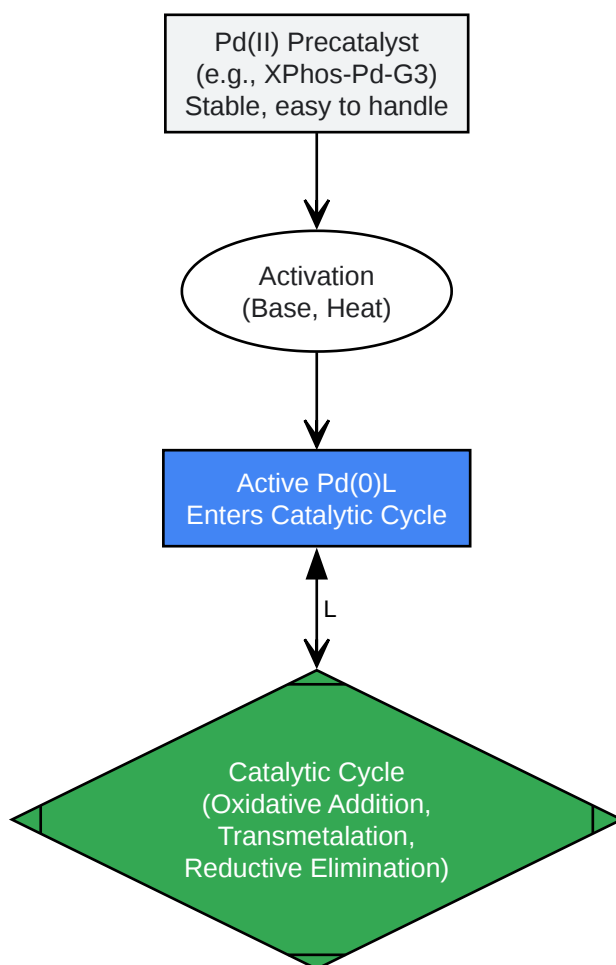 Pd(II) Precatalyst
(e.g., XPhos-Pd-G3)
Stable, easy to handle
Activation
(Base, Heat)
Active Pd(0)L
Enters Catalytic Cycle
L
Catalytic Cycle
(Oxidative Addition,
Transmetalation,
Reductive Elimination)